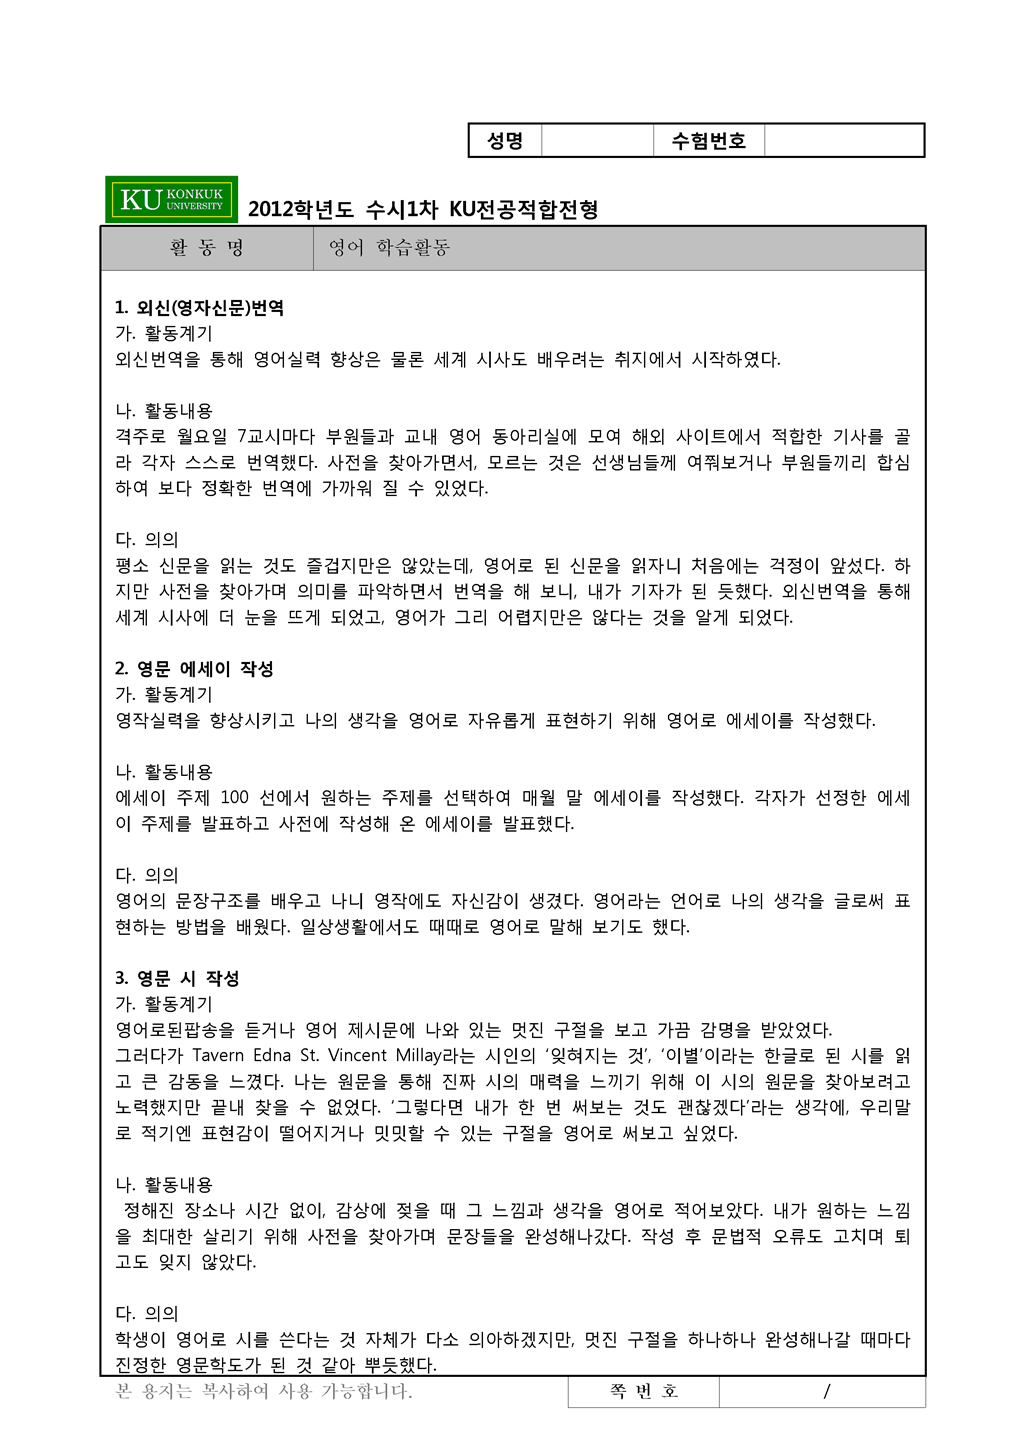 성명 수험번호
KU KONKUK UNIVERSITY 2012학년도 수시1차 KU전공적합전형
활 동 명 영어 학습활동
1. 외신(영자신문)번역
가. 활동계기
외신번역을 통해 영어실력 향상은 물론 세계 시사도 배우려는 취지에서 시작하였다.
나. 활동내용
격주로 월요일 7교시마다 부원들과 교내 영어 동아리실에 모여 해외 사이트에서 적합한 기사를 골
라 각자 스스로 번역했다. 사전을 찾아가면서, 모르는 것은 선생님들께 여쭤보거나 부원들끼리 합심
하여 보다 정확한 번역에 가까워 질 수 있었다.
다. 의의
평소 신문을 읽는 것도 즐겁지만은 않았는데, 영어로 된 신문을 읽자니 처음에는 걱정이 앞섰다. 하
지만 사전을 찾아가며 의미를 파악하면서 번역을 해 보니, 내가 기자가 된 듯했다. 외신번역을 통해
세계 시사에 더 눈을 뜨게 되었고, 영어가 그리 어렵지만은 않다는 것을 알게 되었다.
2. 영문 에세이 작성
가. 활동계기
영작실력을 향상시키고 나의 생각을 영어로 자유롭게 표현하기 위해 영어로 에세이를 작성했다.
나. 활동내용
에세이 주제 100 선에서 원하는 주제를 선택하여 매월 말 에세이를 작성했다. 각자가 선정한 에세
이 주제를 발표하고 사전에 작성해 온 에세이를 발표했다.
다. 의의
영어의 문장구조를 배우고 나니 영작에도 자신감이 생겼다. 영어라는 언어로 나의 생각을 글로써 표
현하는 방법을 배웠다. 일상생활에서도 때때로 영어로 말해 보기도 했다.
3. 영문 시 작성
가. 활동계기
영어로된팝송을 듣거나 영어 제시문에 나와 있는 멋진 구절을 보고 가끔 감명을 받았었다.
그러다가 Tavern Edna St. Vincent Millay라는 시인의 ‘잊혀지는 것’, ‘이별’이라는 한글로 된 시를 읽
고 큰 감동을 느꼈다. 나는 원문을 통해 진짜 시의 매력을 느끼기 위해 이 시의 원문을 찾아보려고
노력했지만 끝내 찾을 수 없었다. ‘그렇다면 내가 한 번 써보는 것도 괜찮겠다’라는 생각에, 우리말
로 적기엔 표현감이 떨어지거나 밋밋할 수 있는 구절을 영어로 써보고 싶었다.
나. 활동내용
정해진 장소나 시간 없이, 감상에 젖을 때 그 느낌과 생각을 영어로 적어보았다. 내가 원하는 느낌
을 최대한 살리기 위해 사전을 찾아가며 문장들을 완성해나갔다. 작성 후 문법적 오류도 고치며 퇴
고도 잊지 않았다.
다. 의의
학생이 영어로 시를 쓴다는 것 자체가 다소 의아하겠지만, 멋진 구절을 하나하나 완성해나갈 때마다
진정한 영문학도가 된 것 같아 뿌듯했다.
본 용지는 복사하여 사용 가능합니다. 쪽 번 호 /